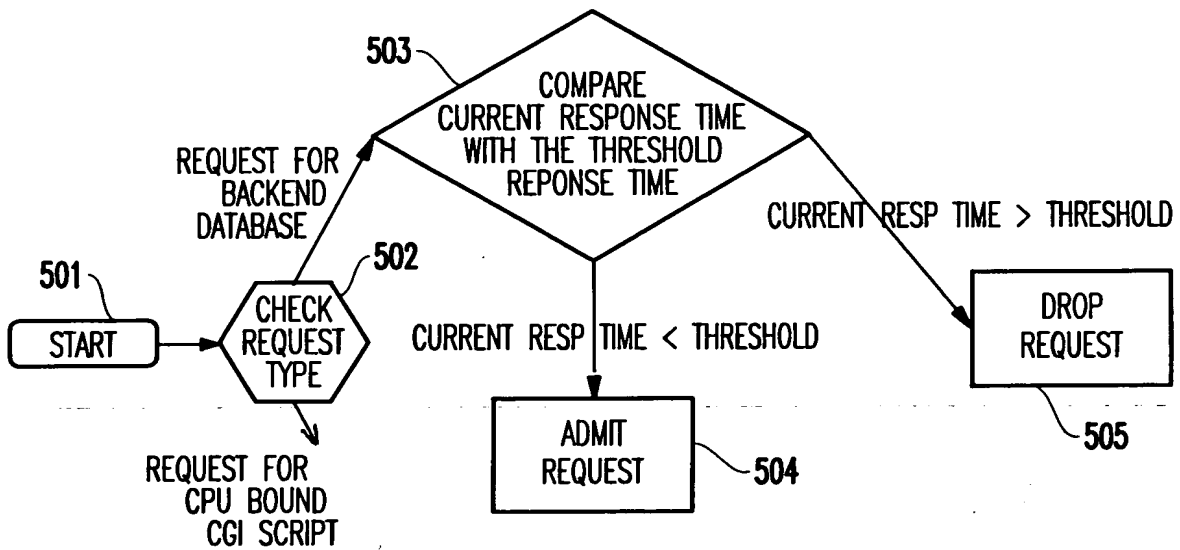 503
COMPARE
CURRENT RESPONSE TIME
WITH THE THRESHOLD
REPONSE TIME
REQUEST FOR
BACKEND
DATABASE
CURRENT RESP TIME > THRESHOLD
501
502
START
CHECK
REQUEST
TYPE
CURRENT RESP TIME < THRESHOLD
DROP
REQUEST
505
ADMIT
REQUEST
504
REQUEST FOR
CPU BOUND
CGI SCRIPT